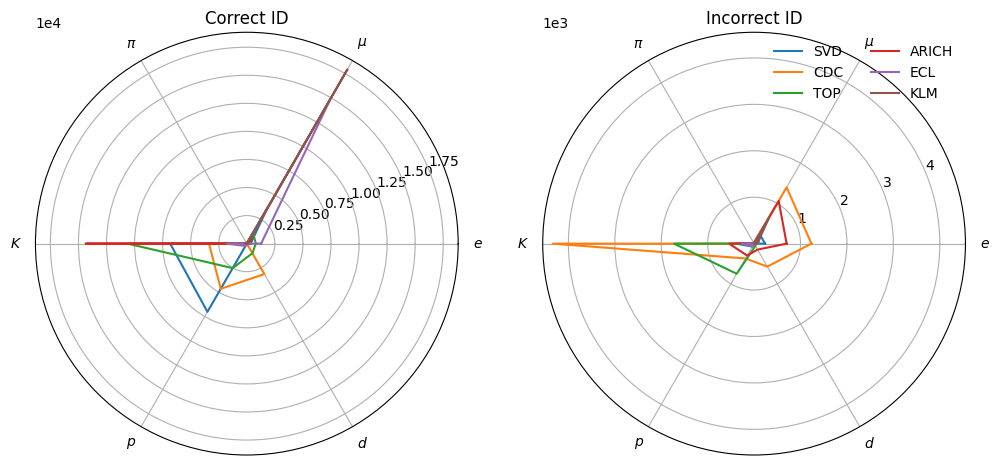 Correct ID
1e4
e
μ
π
K
p
d
0.25
0.50
0.75
1.00
1.25
1.50
1.75
Incorrect ID
1e3
e
μ
π
K
p
d
1
2
3
4
SVD
CDC
TOP
ARICH
ECL
KLM